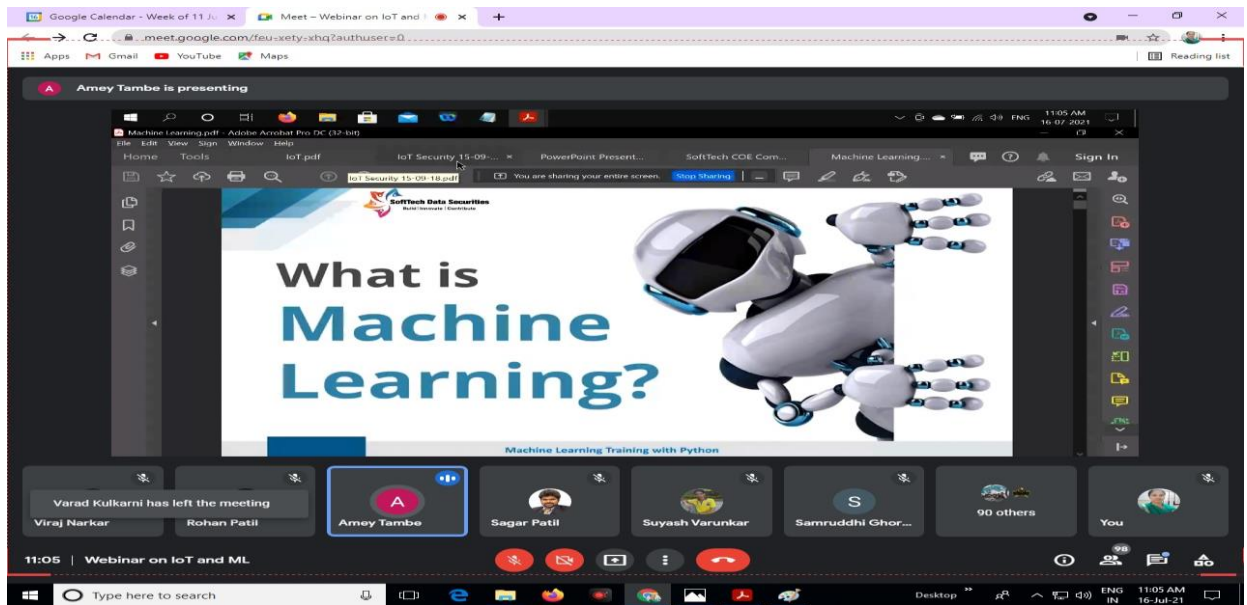 Google Calendar - Week of 11 Ju
Meet – Webinar on IoT and
meet.google.com/feu-xety-xhq?authuser=0
Apps Gmail YouTube Maps Reading list
A Amey Tambe is presenting
ENG 11:05 AM
16-07-2021
Machine Learning.pdf - Adobe Acrobat Pro DC (32-bit)
File Edit View Sign Window Help
Home Tools IoT.pdf IoT Security 15-09-... PowerPoint Present... SoftTech COE Com... Machine Learning.... Sign In
IoT Security 15-09-18.pdf You are sharing your entire screen. Stop Sharing
SoftTech Data Securities
Build Innovate Contribute
What is
Machine
Learning?
Machine Learning Training with Python
Varad Kulkarni has left the meeting
A
S
90 others
Viraj Narkar Rohan Patil Amey Tambe Sagar Patil Suyash Varunkar Samruddhi Ghor... You
11:05 | Webinar on IoT and ML 98
Type here to search Desktop ENG
IN 11:05 AM
16-Jul-21